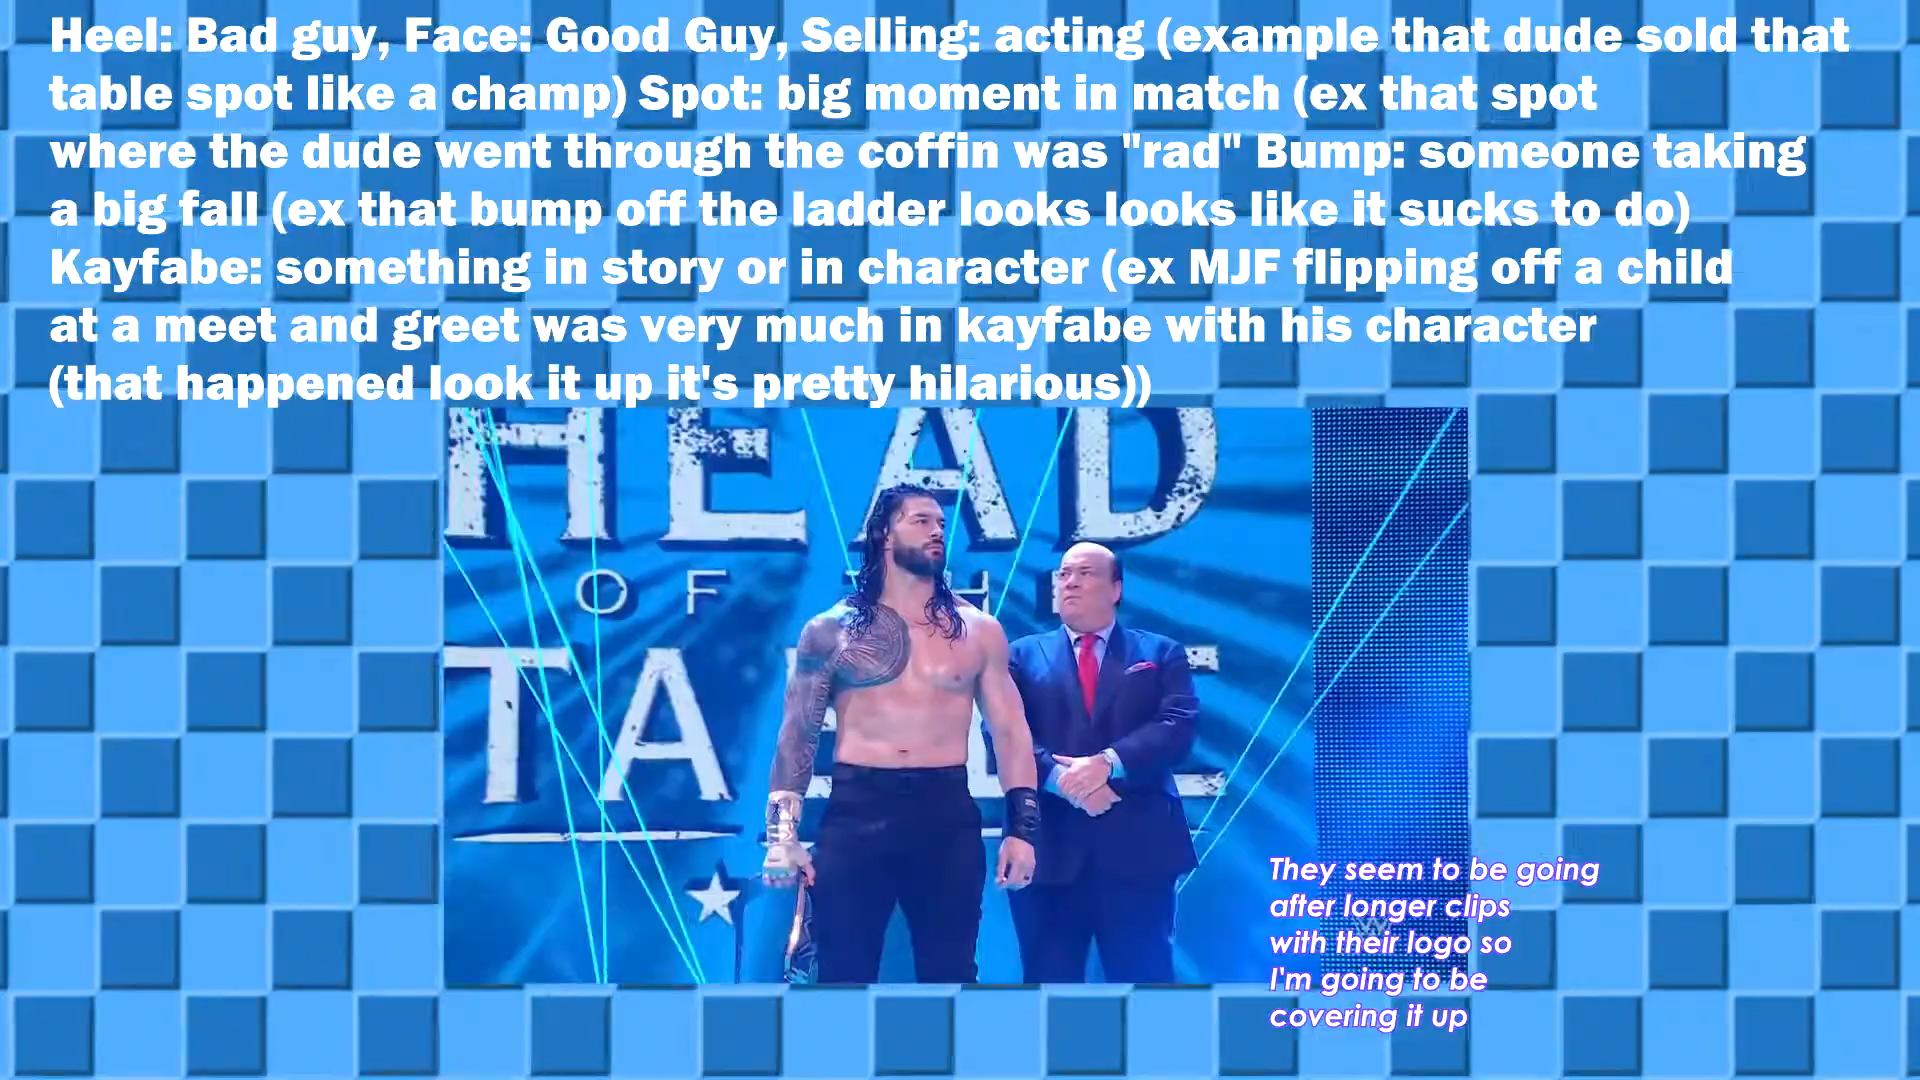 Heel: Bad guy, Face: Good Guy, Selling: acting (example that dude sold that
table spot like a champ) Spot: big moment in match (ex that spot
where the dude went through the coffin was "rad" Bump: someone taking
a big fall (ex that bump off the ladder looks looks like it sucks to do)
Kayfabe: something in story or in character (ex MJF flipping off a child
at a meet and greet was very much in kayfabe with his character
(that happened look it up it's pretty hilarious))
HEAD
OF THE
TABLE
They seem to be going
after longer clips
with their logo so
I'm going to be
covering it up